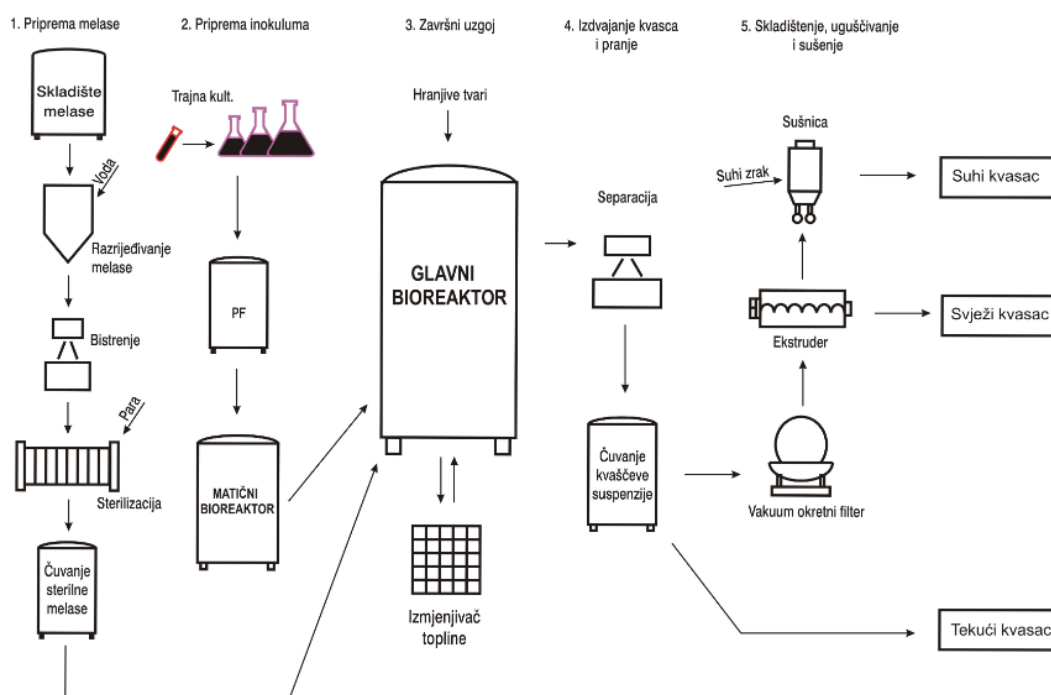 1. Priprema melase
2. Priprema inokuluma
3. Završni uzgoj
4. Izdvajanje kvasca
i pranje
5. Skladištenje, ugušćivanje
i sušenje
Skladište
melase
Voda
Razrijeđivanje
melase
Bistrenje
Para
Sterilizacija
Čuvanje
sterilne
melase
Trajna kult.
PF
MATIČNI
BIOREAKTOR
Hranjive tvari
GLAVNI
BIOREAKTOR
Izmjenjivač
topline
Separacija
Čuvanje
kvaščeve
suspenzije
Sušnica
Suhi zrak
Ekstruder
Vakuum okretni filter
Suhi kvasac
Svježi kvasac
Tekući kvasac